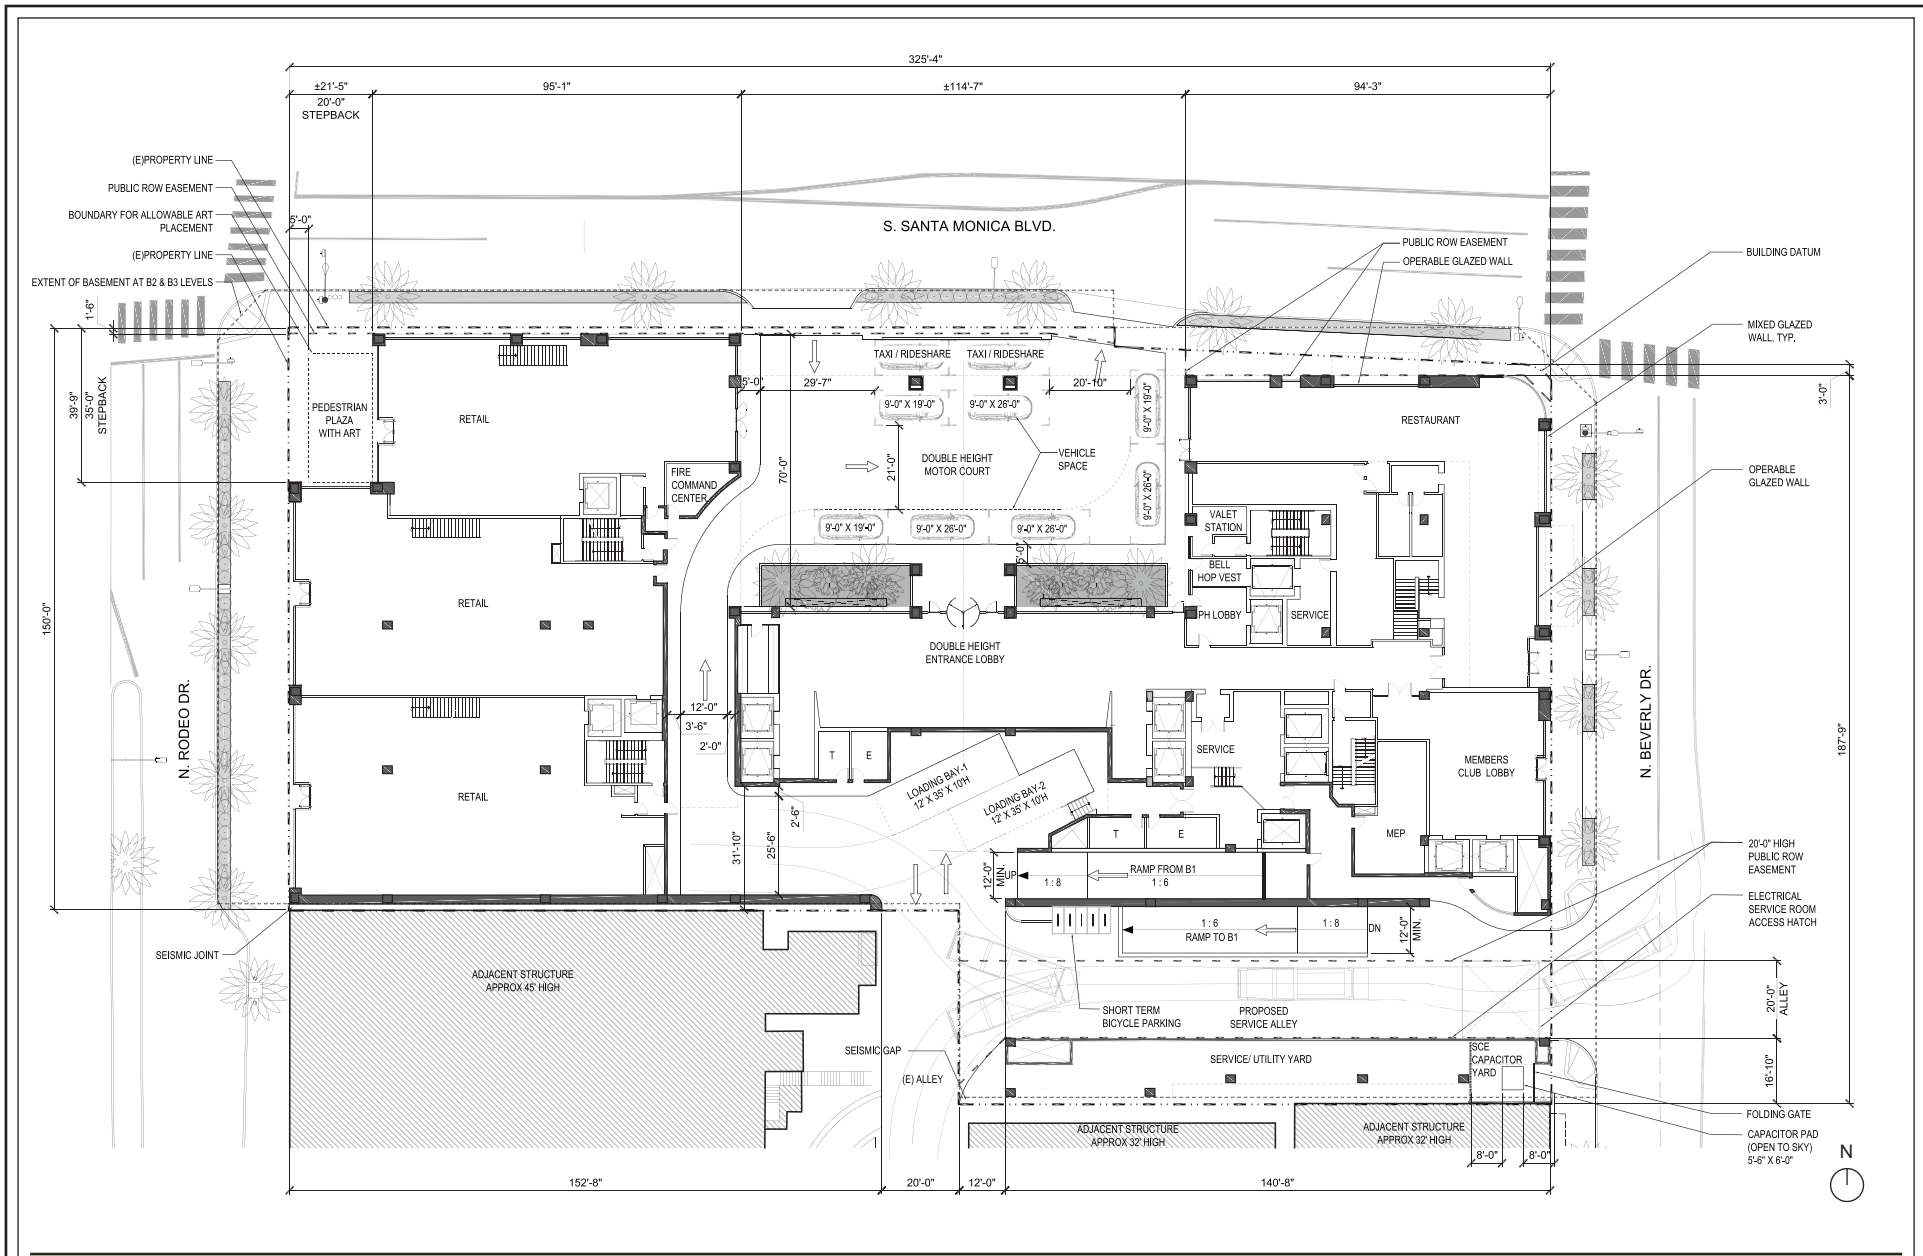 325'-4"
±21'-5"
95'-1"
±114'-7"
94'-3"
20'-0"
STEPBACK
(E)PROPERTY LINE
PUBLIC ROW EASEMENT
BOUNDARY FOR ALLOWABLE ART
PLACEMENT
(E)PROPERTY LINE
EXTENT OF BASEMENT AT B2 & B3 LEVELS
5'-0"
1'-6"
S. SANTA MONICA BLVD.
PUBLIC ROW EASEMENT
OPERABLE GLAZED WALL
BUILDING DATUM
MIXED GLAZED
WALL, TYP.
OPERABLE
GLAZED WALL
39'-9"
35'-0"
STEPBACK
150'-0"
3'-0"
187'-9"
PEDESTRIAN
PLAZA
WITH ART
RETAIL
FIRE
COMMAND
CENTER
5'-0"
29'-7"
TAXI / RIDESHARE
TAXI / RIDESHARE
20'-10"
9'-0" X 19'-0"
9'-0" X 26'-0"
9'-0" X 19'-0"
9'-0" X 26'-0"
70'-0"
21'-0"
DOUBLE HEIGHT
MOTOR COURT
VEHICLE
SPACE
9'-0" X 19'-0"
9'-0" X 26'-0"
9'-0" X 26'-0"
5'-0"
RESTAURANT
VALET
STATION
BELL
HOP VEST
PH LOBBY
SERVICE
RETAIL
DOUBLE HEIGHT
ENTRANCE LOBBY
N. RODEO DR.
N. BEVERLY DR.
12'-0"
3'-6"
2'-0"
T
E
LOADING BAY-1
12' X 35' X 10'H
LOADING BAY-2
12' X 35' X 10'H
SERVICE
MEMBERS
CLUB LOBBY
RETAIL
2'-6"
31'-10"
25'-6"
T
E
MEP
12'-0"
MIN.
UP
1 : 8
RAMP FROM B1
1 : 6
1 : 6
RAMP TO B1
1 : 8
DN
12'-0"
MIN.
20'-0" HIGH
PUBLIC ROW
EASEMENT
ELECTRICAL
SERVICE ROOM
ACCESS HATCH
SEISMIC JOINT
ADJACENT STRUCTURE
APPROX 45' HIGH
SHORT TERM
BICYCLE PARKING
PROPOSED
SERVICE ALLEY
20'-0"
ALLEY
SEISMIC GAP
(E) ALLEY
SERVICE/ UTILITY YARD
SCE
CAPACITOR
YARD
16'-10"
FOLDING GATE
CAPACITOR PAD
(OPEN TO SKY)
5'-6" X 6'-0"
ADJACENT STRUCTURE
APPROX 32' HIGH
ADJACENT STRUCTURE
APPROX 32' HIGH
8'-0"
8'-0"
N
152'-8"
20'-0"
12'-0"
140'-8"